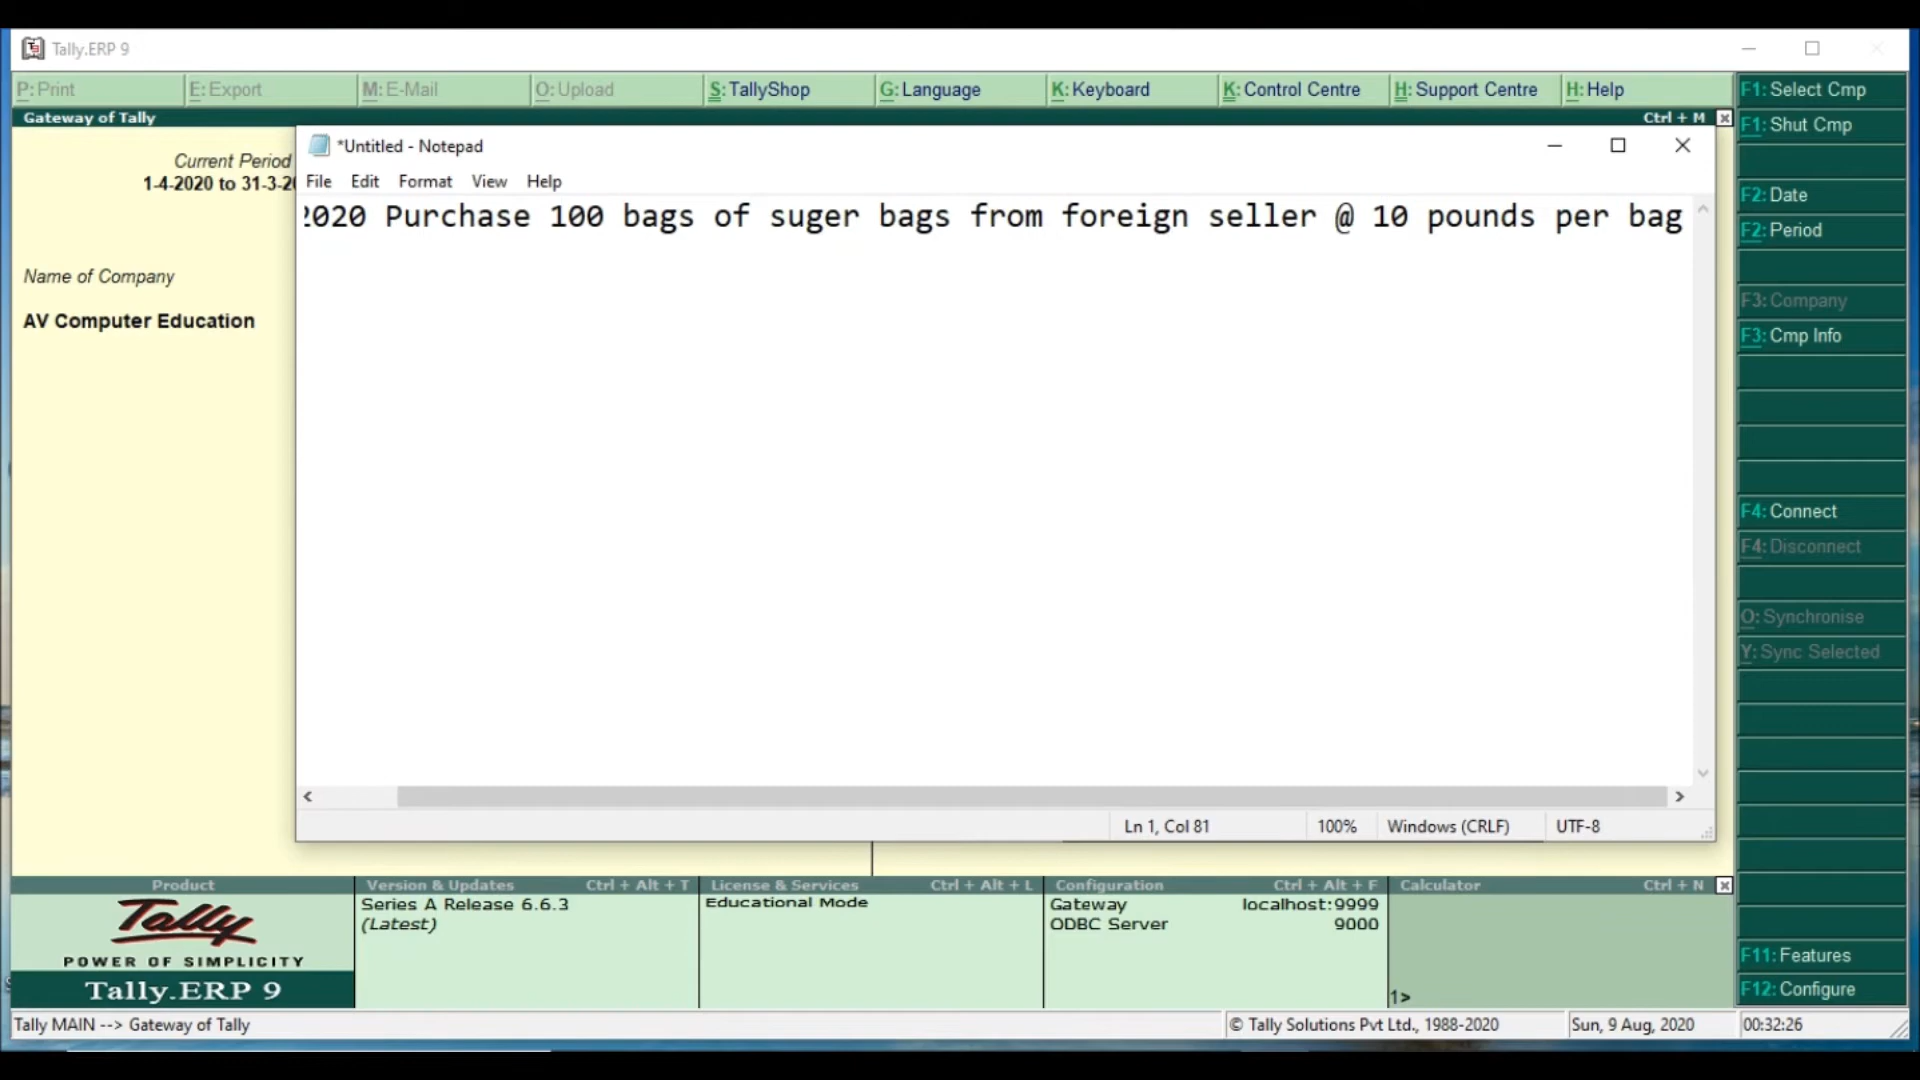 Tally.ERP 9
P: Print
E: Export
M: E-Mail
O: Upload
S: TallyShop
G: Language
K: Keyboard
K: Control Centre
H: Support Centre
H: Help
Gateway of Tally
Ctrl + M
Current Period
1-4-2020 to 31-3-20
Name of Company
AV Computer Education
*Untitled - Notepad
File Edit Format View Help
2020 Purchase 100 bags of suger bags from foreign seller @ 10 pounds per bag
Ln 1, Col 81
100%
Windows (CRLF)
UTF-8
F1: Select Cmp
F1: Shut Cmp
F2: Date
F2: Period
F3: Company
F3: Cmp Info
F4: Connect
F4: Disconnect
O: Synchronise
Y: Sync Selected
F11: Features
F12: Configure
Product
Tally
POWER OF SIMPLICITY
Tally.ERP 9
Version & Updates Ctrl + Alt + T
Series A Release 6.6.3
(Latest)
License & Services Ctrl + Alt + L
Educational Mode
Configuration Ctrl + Alt + F
Gateway localhost:9999
ODBC Server 9000
Calculator Ctrl + N
1>
Tally MAIN --> Gateway of Tally
© Tally Solutions Pvt Ltd., 1988-2020
Sun, 9 Aug, 2020
00:32:26